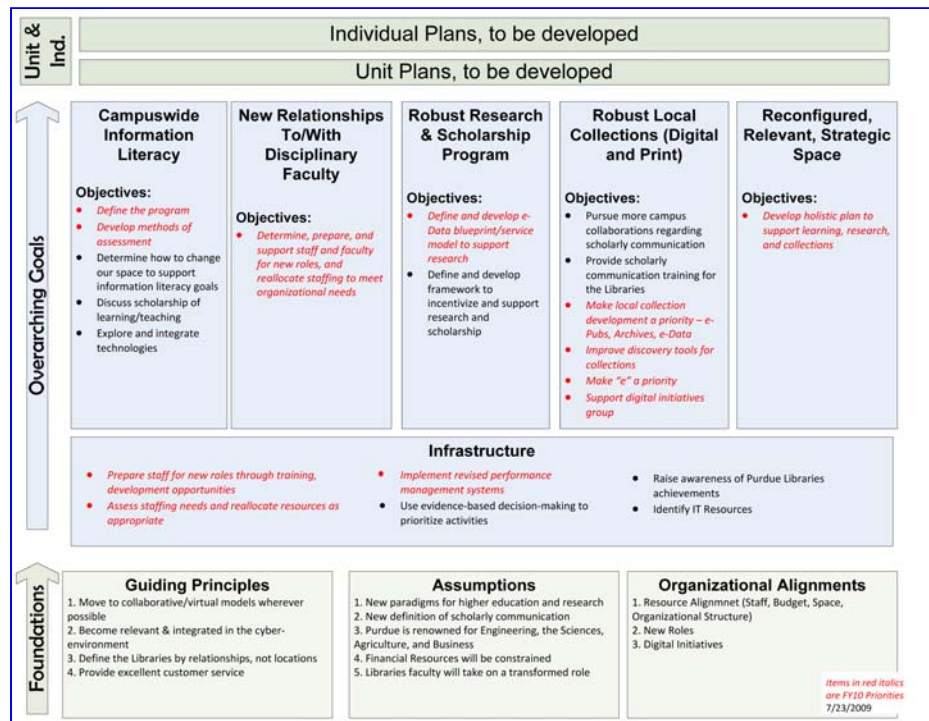 Unit &
Ind.
Individual Plans, to be developed
Unit Plans, to be developed
Overarching Goals
Campuswide
Information
Literacy
Objectives:
• Define the program
• Develop methods of
assessment
• Determine how to change
our space to support
information literacy goals
• Discuss scholarship of
learning/teaching
• Explore and integrate
technologies
New Relationships
To/With
Disciplinary
Faculty
Objectives:
• Determine, prepare, and
support staff and faculty
for new roles, and
reallocate staffing to meet
organizational needs
Robust Research
& Scholarship
Program
Objectives:
• Define and develop e-
Data blueprint/service
model to support
research
• Define and develop
framework to
incentivize and support
research and
scholarship
Robust Local
Collections (Digital
and Print)
Objectives:
• Pursue more campus
collaborations regarding
scholarly communication
• Provide scholarly
communication training for
the Libraries
• Make local collection
development a priority – e-
Pubs, Archives, e-Data
• Improve discovery tools for
collections
• Make "e" a priority
• Support digital initiatives
group
Reconfigured,
Relevant, Strategic
Space
Objectives:
• Develop holistic plan to
support learning, research,
and collections
Infrastructure
• Prepare staff for new roles through training,
development opportunities
• Assess staffing needs and reallocate resources as
appropriate
• Implement revised performance
management systems
• Use evidence-based decision-making to
prioritize activities
• Raise awareness of Purdue Libraries
achievements
• Identify IT Resources
Foundations
Guiding Principles
1. Move to collaborative/virtual models wherever
possible
2. Become relevant & integrated in the cyber-
environment
3. Define the Libraries by relationships, not locations
4. Provide excellent customer service
Assumptions
1. New paradigms for higher education and research
2. New definition of scholarly communication
3. Purdue is renowned for Engineering, the Sciences,
Agriculture, and Business
4. Financial Resources will be constrained
5. Libraries faculty will take on a transformed role
Organizational Alignments
1. Resource Alignmnet (Staff, Budget, Space,
Organizational Structure)
2. New Roles
3. Digital Initiatives
Items in red italics
are FY10 Priorities
7/23/2009